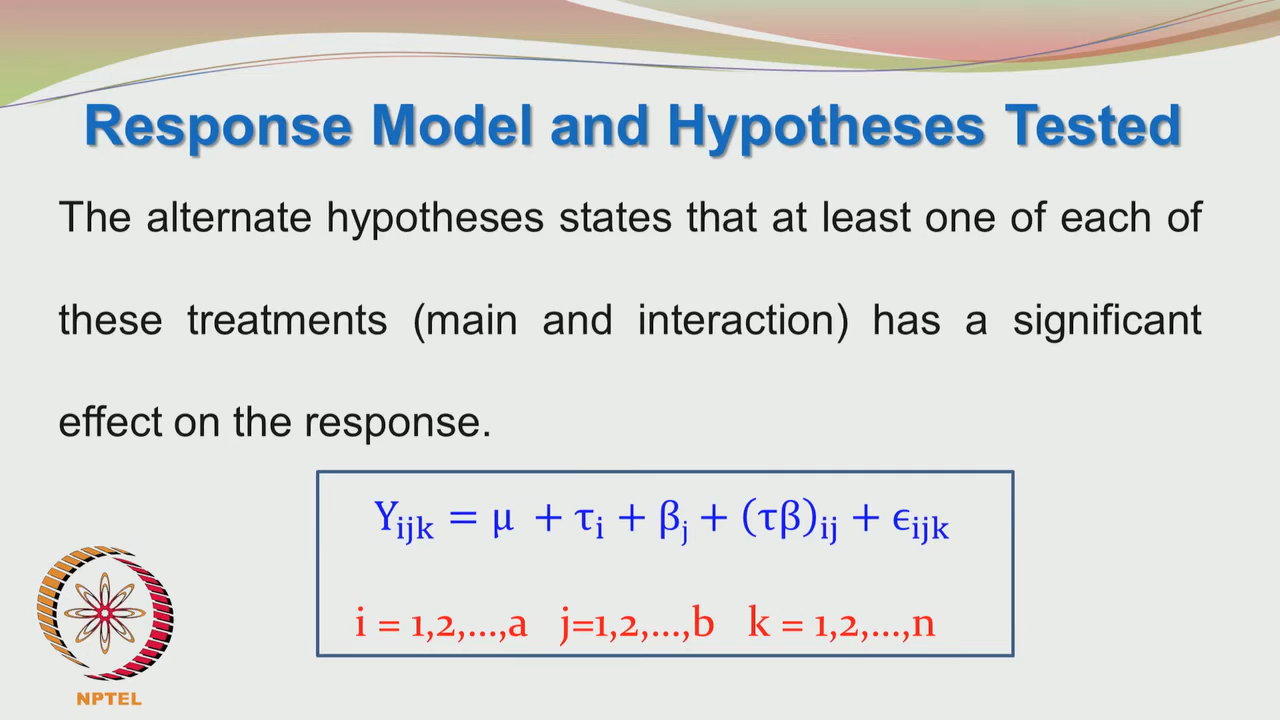 Response Model and Hypotheses Tested
The alternate hypotheses states that at least one of each of
these treatments (main and interaction) has a significant
effect on the response.
Yᵢⱼₖ = μ + τᵢ + βⱼ + (τβ)ᵢⱼ + ϵᵢⱼₖ
i = 1,2,...,a j=1,2,...,b k = 1,2,...,n
NPTEL